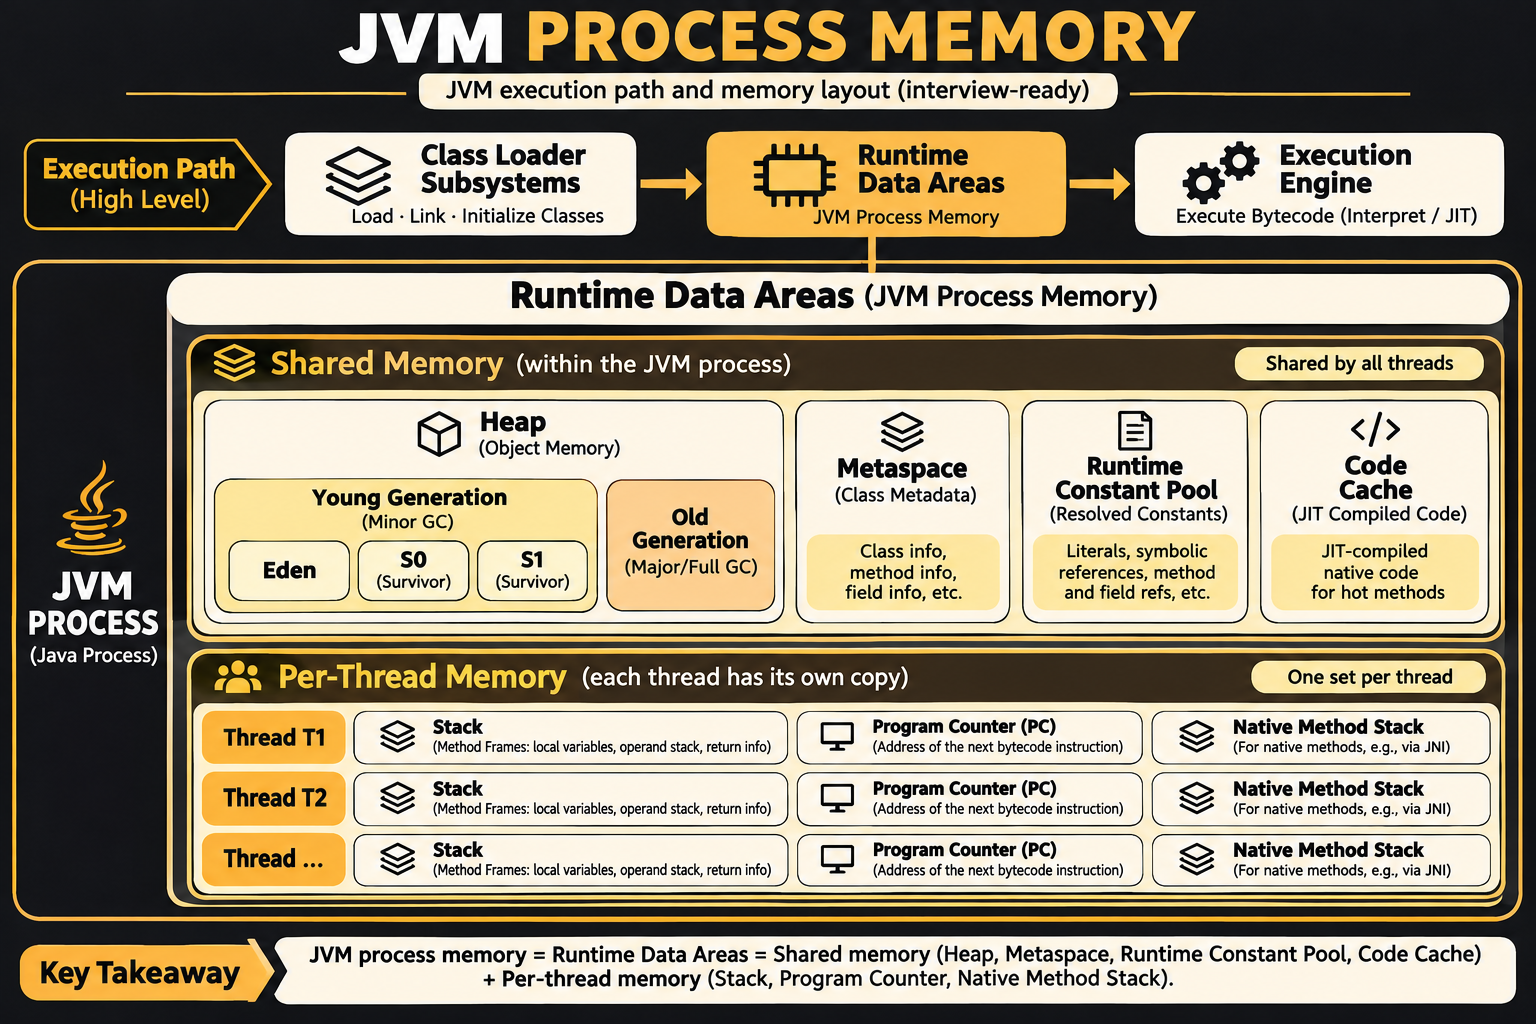 JVM PROCESS MEMORY
JVM execution path and memory layout (interview-ready)
Execution Path
(High Level)
Class Loader
Subsystems
Load · Link · Initialize Classes
Runtime
Data Areas
JVM Process Memory
Execution
Engine
Execute Bytecode (Interpret / JIT)
Runtime Data Areas (JVM Process Memory)
JVM
PROCESS
(Java Process)
Shared Memory (within the JVM process)
Shared by all threads
Heap
(Object Memory)
Young Generation
(Minor GC)
Eden
S0
(Survivor)
S1
(Survivor)
Old
Generation
(Major/Full GC)
Metaspace
(Class Metadata)
Class info,
method info,
field info, etc.
Runtime
Constant Pool
(Resolved Constants)
Literals, symbolic
references, method
and field refs, etc.
</>
Code
Cache
(JIT Compiled Code)
JIT-compiled
native code
for hot methods
Per-Thread Memory (each thread has its own copy)
One set per thread
Thread T1
Stack
(Method Frames: local variables, operand stack, return info)
Program Counter (PC)
(Address of the next bytecode instruction)
Native Method Stack
(For native methods, e.g., via JNI)
Thread T2
Stack
(Method Frames: local variables, operand stack, return info)
Program Counter (PC)
(Address of the next bytecode instruction)
Native Method Stack
(For native methods, e.g., via JNI)
Thread ...
Stack
(Method Frames: local variables, operand stack, return info)
Program Counter (PC)
(Address of the next bytecode instruction)
Native Method Stack
(For native methods, e.g., via JNI)
Key Takeaway
JVM process memory = Runtime Data Areas = Shared memory (Heap, Metaspace, Runtime Constant Pool, Code Cache)
+ Per-thread memory (Stack, Program Counter, Native Method Stack).